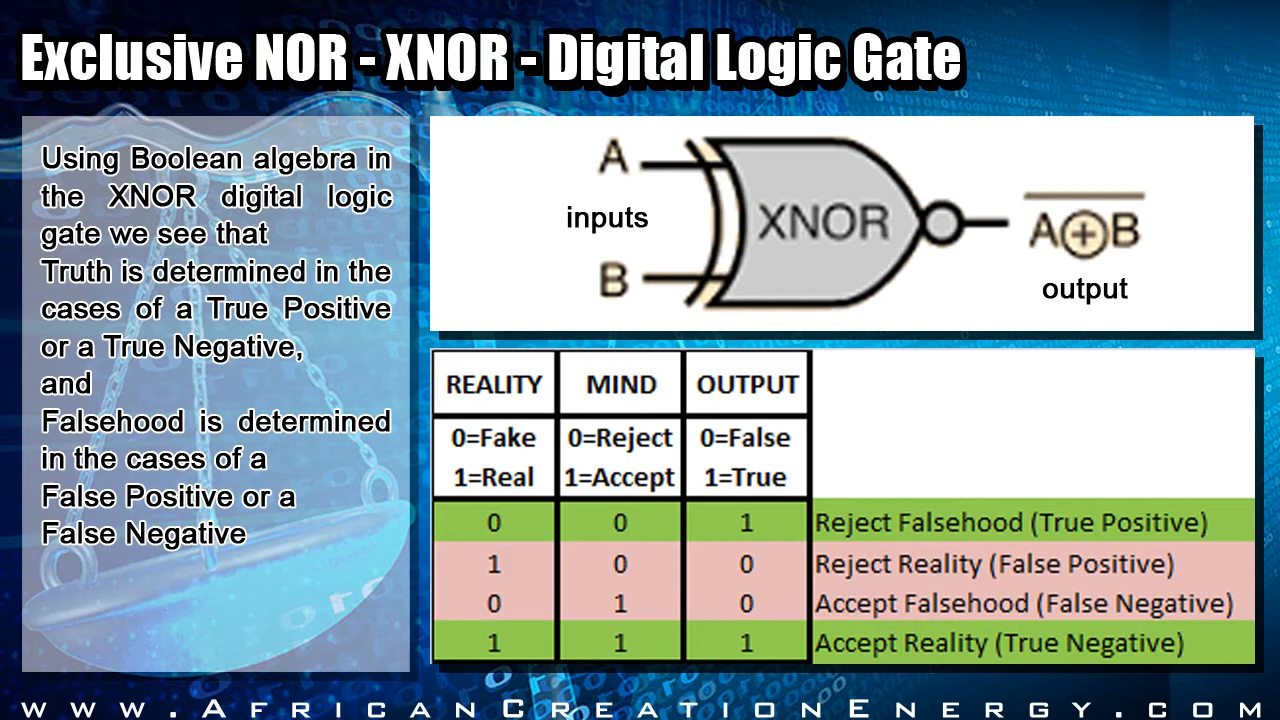 Exclusive NOR - XNOR - Digital Logic Gate
Using Boolean algebra in
the XNOR digital logic
gate we see that
Truth is determined in the
cases of a True Positive
or a True Negative,
and
Falsehood is determined
in the cases of a
False Positive or a
False Negative
A
inputs
B
XNOR
A⊕B
output
REALITY MIND OUTPUT
0=Fake 0=Reject 0=False
1=Real 1=Accept 1=True
0 0 1 Reject Falsehood (True Positive)
1 0 0 Reject Reality (False Positive)
0 1 0 Accept Falsehood (False Negative)
1 1 1 Accept Reality (True Negative)
www.AfricanCreationEnergy.com